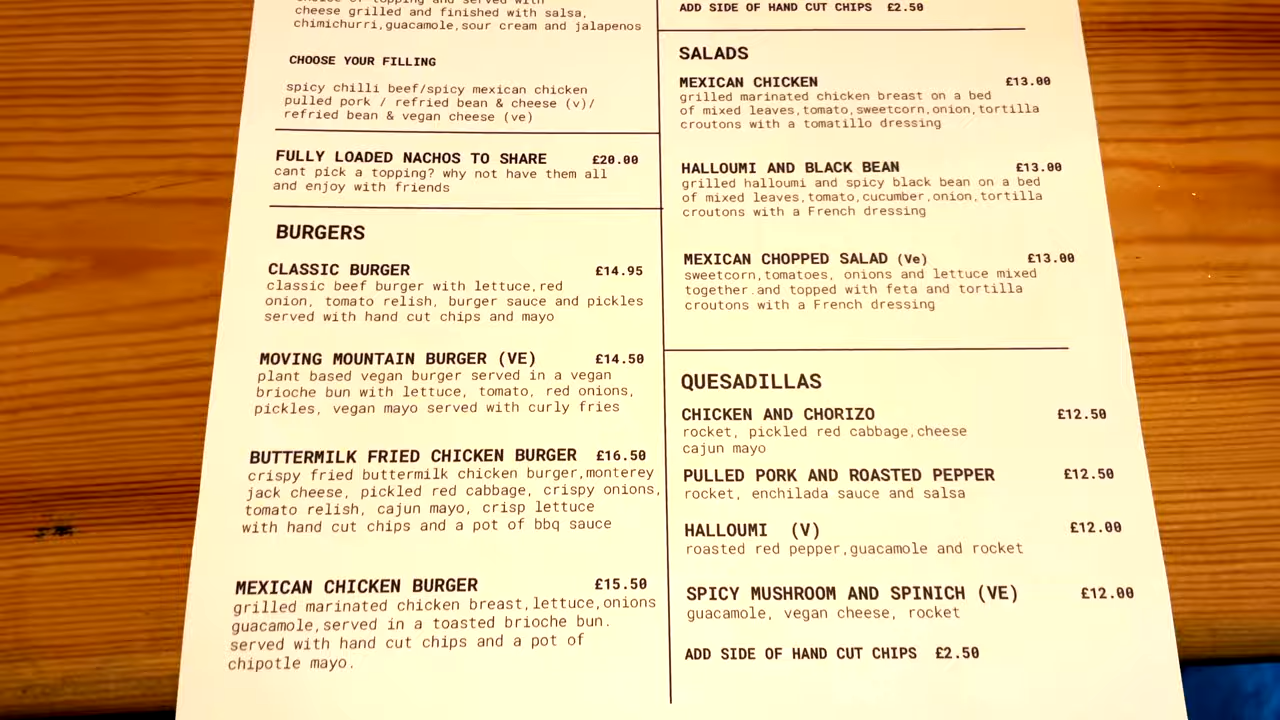 cheese grilled and finished with salsa,
chimichurri,guacamole,sour cream and jalapenos
CHOOSE YOUR FILLING
spicy chilli beef/spicy mexican chicken
pulled pork / refried bean & cheese (v)/
refried bean & vegan cheese (ve)
FULLY LOADED NACHOS TO SHARE £20.00
cant pick a topping? why not have them all
and enjoy with friends
BURGERS
CLASSIC BURGER £14.95
classic beef burger with lettuce,red
onion, tomato relish, burger sauce and pickles
served with hand cut chips and mayo
MOVING MOUNTAIN BURGER (VE) £14.50
plant based vegan burger served in a vegan
brioche bun with lettuce, tomato, red onions,
pickles, vegan mayo served with curly fries
BUTTERMILK FRIED CHICKEN BURGER £16.50
crispy fried buttermilk chicken burger,monterey
jack cheese, pickled red cabbage, crispy onions,
tomato relish, cajun mayo, crisp lettuce
with hand cut chips and a pot of bbq sauce
MEXICAN CHICKEN BURGER £15.50
grilled marinated chicken breast,lettuce,onions
guacamole,served in a toasted brioche bun.
served with hand cut chips and a pot of
chipotle mayo.
ADD SIDE OF HAND CUT CHIPS £2.50
SALADS
MEXICAN CHICKEN £13.00
grilled marinated chicken breast on a bed
of mixed leaves,tomato,sweetcorn,onion,tortilla
croutons with a tomatillo dressing
HALLOUMI AND BLACK BEAN £13.00
grilled halloumi and spicy black bean on a bed
of mixed leaves,tomato,cucumber,onion,tortilla
croutons with a French dressing
MEXICAN CHOPPED SALAD (Ve) £13.00
sweetcorn,tomatoes, onions and lettuce mixed
together.and topped with feta and tortilla
croutons with a French dressing
QUESADILLAS
CHICKEN AND CHORIZO £12.50
rocket, pickled red cabbage,cheese
cajun mayo
PULLED PORK AND ROASTED PEPPER £12.50
rocket, enchilada sauce and salsa
HALLOUMI (V) £12.00
roasted red pepper,guacamole and rocket
SPICY MUSHROOM AND SPINICH (VE) £12.00
guacamole, vegan cheese, rocket
ADD SIDE OF HAND CUT CHIPS £2.50